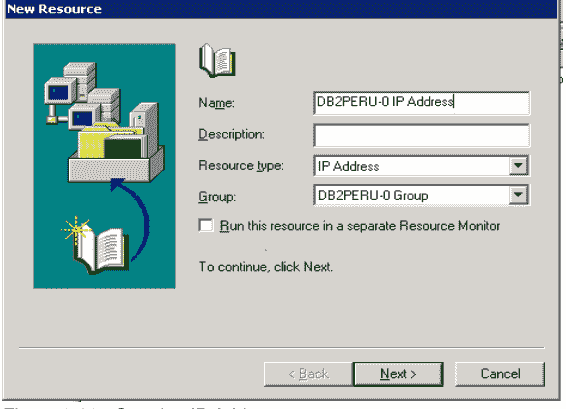 New Resource
Name: DB2PERU-0 IP Address
Description:
Resource type: IP Address
Group: DB2PERU-0 Group
Run this resource in a separate Resource Monitor
To continue, click Next.
< Back Next > Cancel